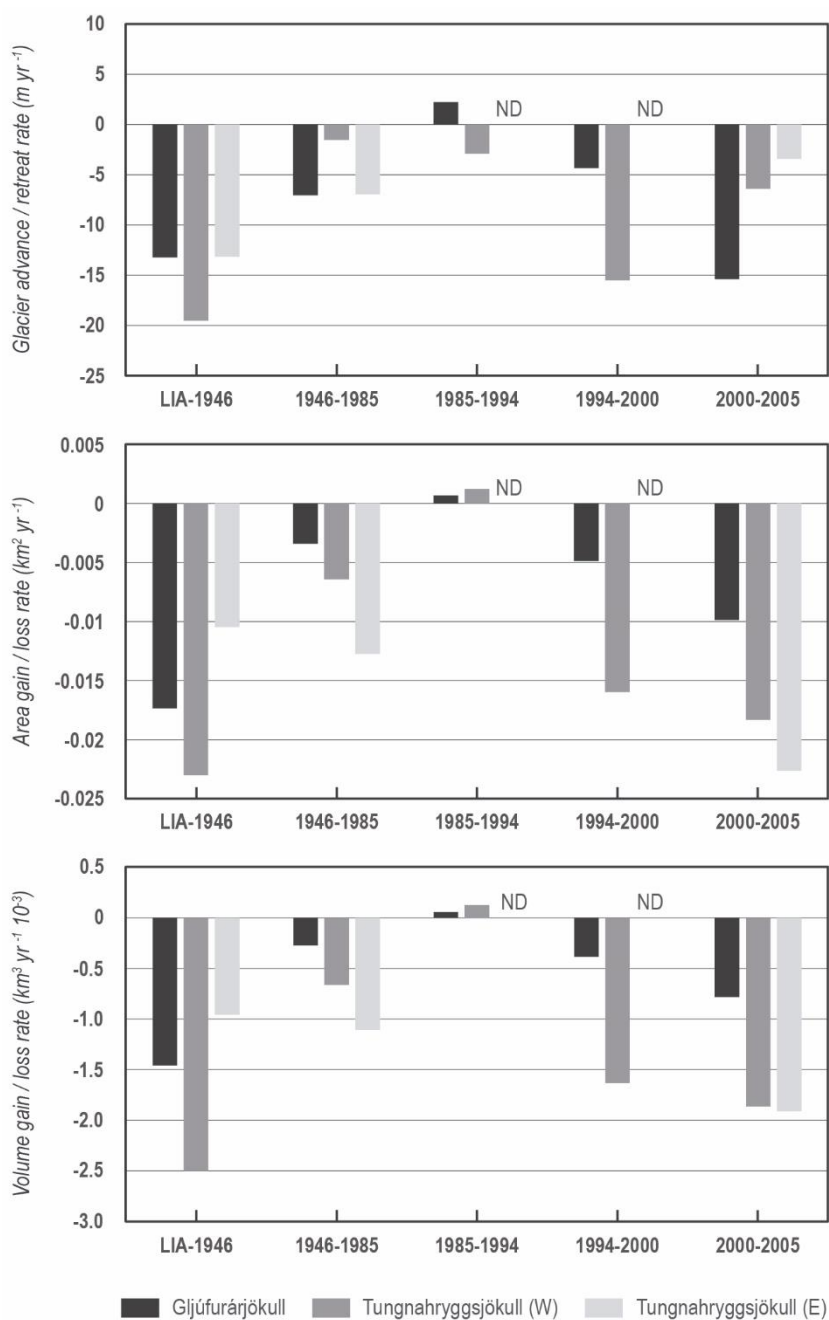 Glacier advance / retreat rate (m yr -1)
10
5
0
-5
-10
-15
-20
-25
ND
ND
LIA-1946 1946-1985 1985-1994 1994-2000 2000-2005
Area gain / loss rate (km² yr -1)
0.005
0
-0.005
-0.01
-0.015
-0.02
-0.025
ND
ND
LIA-1946 1946-1985 1985-1994 1994-2000 2000-2005
Volume gain / loss rate (km³ yr -1 10-3)
0.5
0
-0.5
-1.0
-1.5
-2.0
-2.5
-3.0
ND
ND
LIA-1946 1946-1985 1985-1994 1994-2000 2000-2005
Gljúfurárjökull Tungnahryggsjökull (W) Tungnahryggsjökull (E)